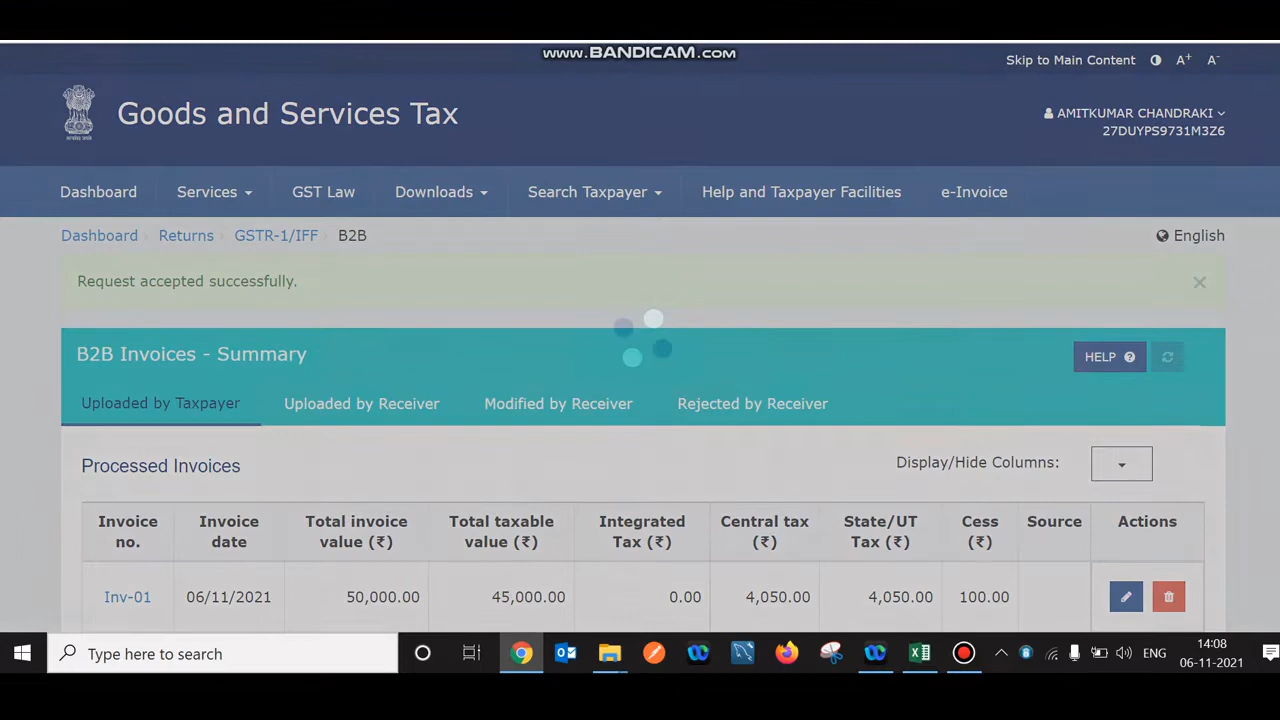 www.BANDICAM.com
Skip to Main Content A+ A-
Goods and Services Tax
AMITKUMAR CHANDRAKI
27DUYPS9731M3Z6
Dashboard Services GST Law Downloads Search Taxpayer Help and Taxpayer Facilities e-Invoice
Dashboard Returns GSTR-1/IFF B2B English
Request accepted successfully.
B2B Invoices - Summary HELP
Uploaded by Taxpayer Uploaded by Receiver Modified by Receiver Rejected by Receiver
Processed Invoices Display/Hide Columns:
Invoice Invoice Total invoice Total taxable Integrated Central tax State/UT Cess Source Actions
no. date value (₹) value (₹) Tax (₹) (₹) Tax (₹) (₹)
Inv-01 06/11/2021 50,000.00 45,000.00 0.00 4,050.00 4,050.00 100.00
Type here to search ENG 14:08
06-11-2021